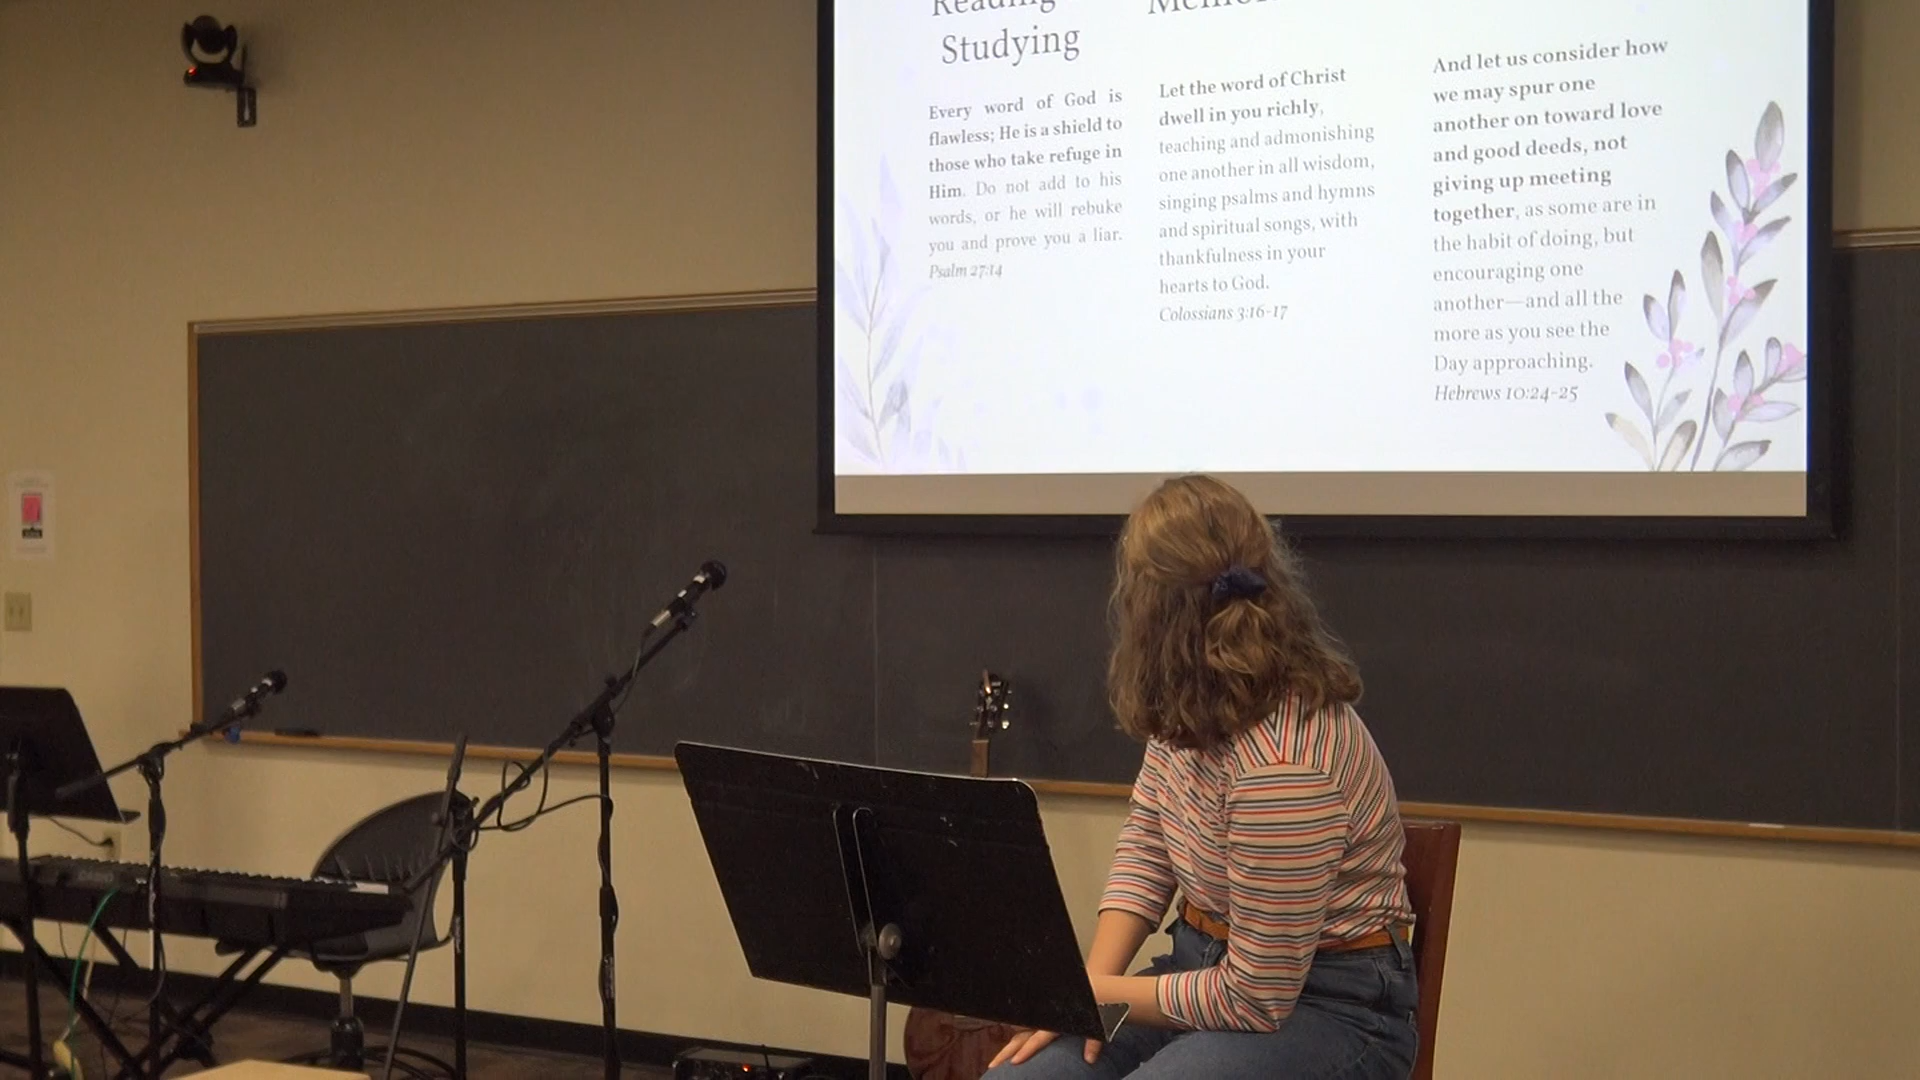 Reading
Studying
Every word of God is
flawless; He is a shield to
those who take refuge in
Him. Do not add to his
words, or he will rebuke
you and prove you a liar.
Psalm 27:14
Let the word of Christ
dwell in you richly,
teaching and admonishing
one another in all wisdom,
singing psalms and hymns
and spiritual songs, with
thankfulness in your
hearts to God.
Colossians 3:16-17
And let us consider how
we may spur one
another on toward love
and good deeds, not
giving up meeting
together, as some are in
the habit of doing, but
encouraging one
another—and all the
more as you see the
Day approaching.
Hebrews 10:24-25
CASIO